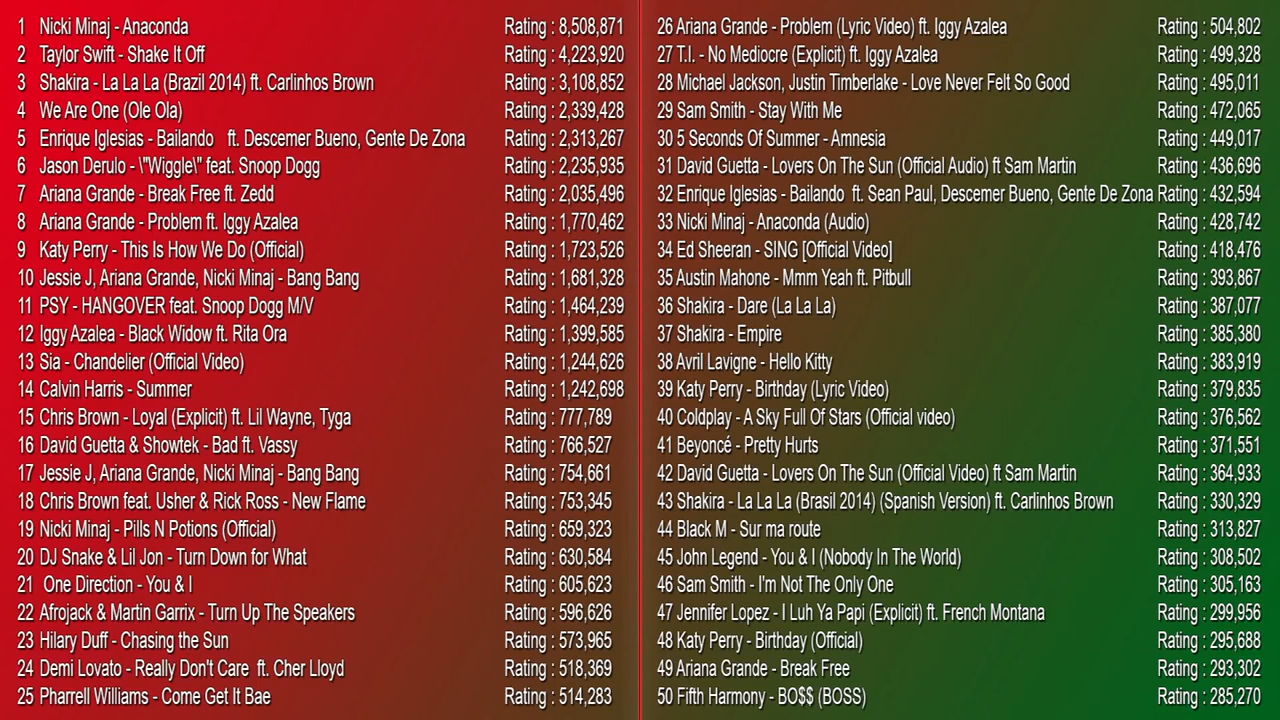 1 Nicki Minaj - Anaconda Rating : 8,508,871
2 Taylor Swift - Shake It Off Rating : 4,223,920
3 Shakira - La La La (Brazil 2014) ft. Carlinhos Brown Rating : 3,108,852
4 We Are One (Ole Ola) Rating : 2,339,428
5 Enrique Iglesias - Bailando ft. Descemer Bueno, Gente De Zona Rating : 2,313,267
6 Jason Derulo - \"Wiggle\" feat. Snoop Dogg Rating : 2,235,935
7 Ariana Grande - Break Free ft. Zedd Rating : 2,035,496
8 Ariana Grande - Problem ft. Iggy Azalea Rating : 1,770,462
9 Katy Perry - This Is How We Do (Official) Rating : 1,723,526
10 Jessie J, Ariana Grande, Nicki Minaj - Bang Bang Rating : 1,681,328
11 PSY - HANGOVER feat. Snoop Dogg M/V Rating : 1,464,239
12 Iggy Azalea - Black Widow ft. Rita Ora Rating : 1,399,585
13 Sia - Chandelier (Official Video) Rating : 1,244,626
14 Calvin Harris - Summer Rating : 1,242,698
15 Chris Brown - Loyal (Explicit) ft. Lil Wayne, Tyga Rating : 777,789
16 David Guetta & Showtek - Bad ft. Vassy Rating : 766,527
17 Jessie J, Ariana Grande, Nicki Minaj - Bang Bang Rating : 754,661
18 Chris Brown feat. Usher & Rick Ross - New Flame Rating : 753,345
19 Nicki Minaj - Pills N Potions (Official) Rating : 659,323
20 DJ Snake & Lil Jon - Turn Down for What Rating : 630,584
21 One Direction - You & I Rating : 605,623
22 Afrojack & Martin Garrix - Turn Up The Speakers Rating : 596,626
23 Hilary Duff - Chasing the Sun Rating : 573,965
24 Demi Lovato - Really Don't Care ft. Cher Lloyd Rating : 518,369
25 Pharrell Williams - Come Get It Bae Rating : 514,283
26 Ariana Grande - Problem (Lyric Video) ft. Iggy Azalea Rating : 504,802
27 T.I. - No Mediocre (Explicit) ft. Iggy Azalea Rating : 499,328
28 Michael Jackson, Justin Timberlake - Love Never Felt So Good Rating : 495,011
29 Sam Smith - Stay With Me Rating : 472,065
30 5 Seconds Of Summer - Amnesia Rating : 449,017
31 David Guetta - Lovers On The Sun (Official Audio) ft Sam Martin Rating : 436,696
32 Enrique Iglesias - Bailando ft. Sean Paul, Descemer Bueno, Gente De Zona Rating : 432,594
33 Nicki Minaj - Anaconda (Audio) Rating : 428,742
34 Ed Sheeran - SING [Official Video] Rating : 418,476
35 Austin Mahone - Mmm Yeah ft. Pitbull Rating : 393,867
36 Shakira - Dare (La La La) Rating : 387,077
37 Shakira - Empire Rating : 385,380
38 Avril Lavigne - Hello Kitty Rating : 383,919
39 Katy Perry - Birthday (Lyric Video) Rating : 379,835
40 Coldplay - A Sky Full Of Stars (Official video) Rating : 376,562
41 Beyoncé - Pretty Hurts Rating : 371,551
42 David Guetta - Lovers On The Sun (Official Video) ft Sam Martin Rating : 364,933
43 Shakira - La La La (Brasil 2014) (Spanish Version) ft. Carlinhos Brown Rating : 330,329
44 Black M - Sur ma route Rating : 313,827
45 John Legend - You & I (Nobody In The World) Rating : 308,502
46 Sam Smith - I'm Not The Only One Rating : 305,163
47 Jennifer Lopez - I Luh Ya Papi (Explicit) ft. French Montana Rating : 299,956
48 Katy Perry - Birthday (Official) Rating : 295,688
49 Ariana Grande - Break Free Rating : 293,302
50 Fifth Harmony - BO$$ (BOSS) Rating : 285,270